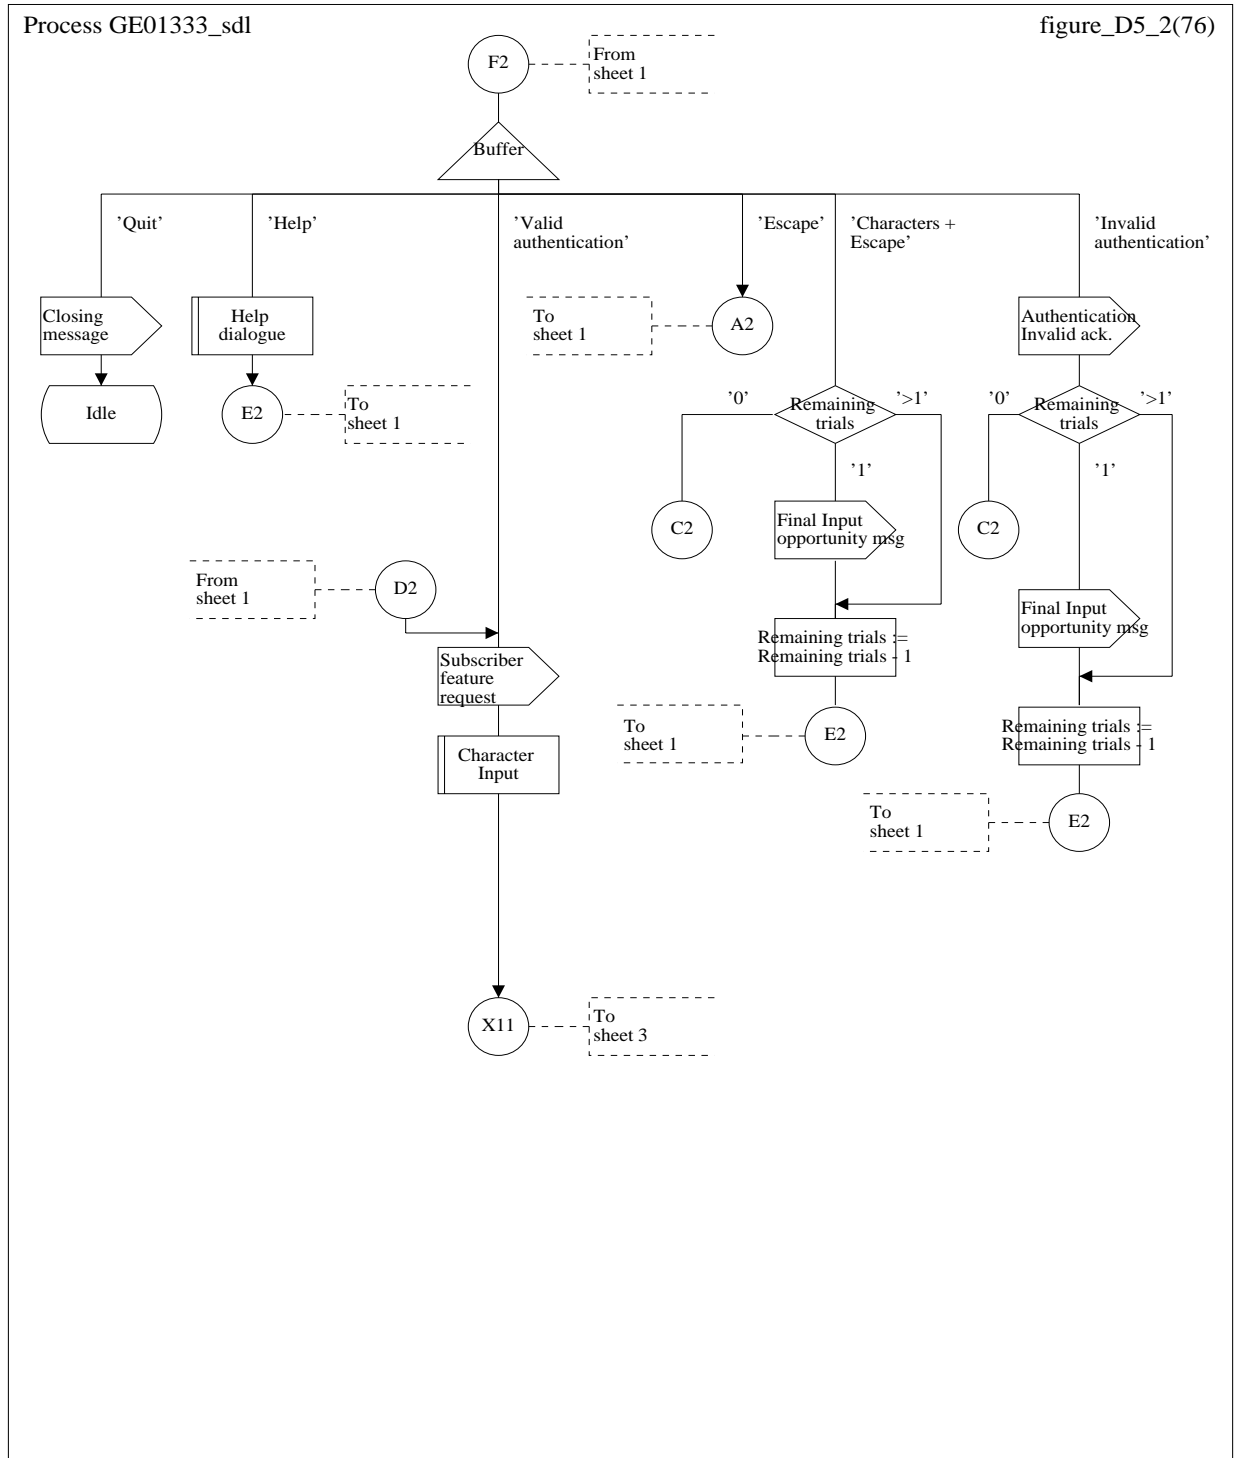 Process GE01333_sdl
figure_D5_2(76)
F2
From
sheet 1
Buffer
’Quit’
’Help’
’Valid
authentication’
’Escape’
’Characters +
Escape’
’Invalid
authentication’
Closing
message
Help
dialogue
To
sheet 1
A2
Authentication
Invalid ack.
Idle
E2
To
sheet 1
’0’
Remaining
trials
’>1’
’1’
’0’
Remaining
trials
’>1’
’1’
C2
Final Input
opportunity msg
C2
From
sheet 1
D2
Final Input
opportunity msg
Subscriber
feature
request
Remaining trials :=
Remaining trials - 1
To
sheet 1
E2
Remaining trials :=
Remaining trials - 1
Character
Input
To
sheet 1
E2
X11
To
sheet 3